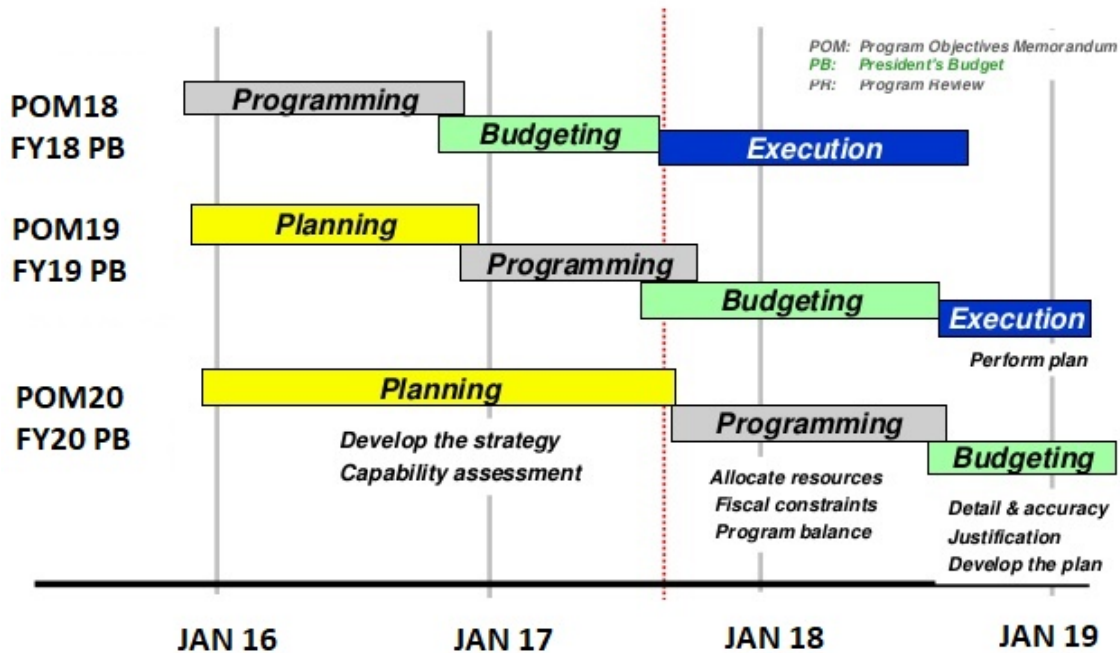 POM: Program Objectives Memorandum
PB: President's Budget
PR: Program Review
POM18
FY18 PB
Programming
Budgeting
Execution
POM19
FY19 PB
Planning
Programming
Budgeting
Execution
Perform plan
POM20
FY20 PB
Planning
Develop the strategy
Capability assessment
Programming
Allocate resources
Fiscal constraints
Program balance
Budgeting
Detail & accuracy
Justification
Develop the plan
JAN 16 JAN 17 JAN 18 JAN 19